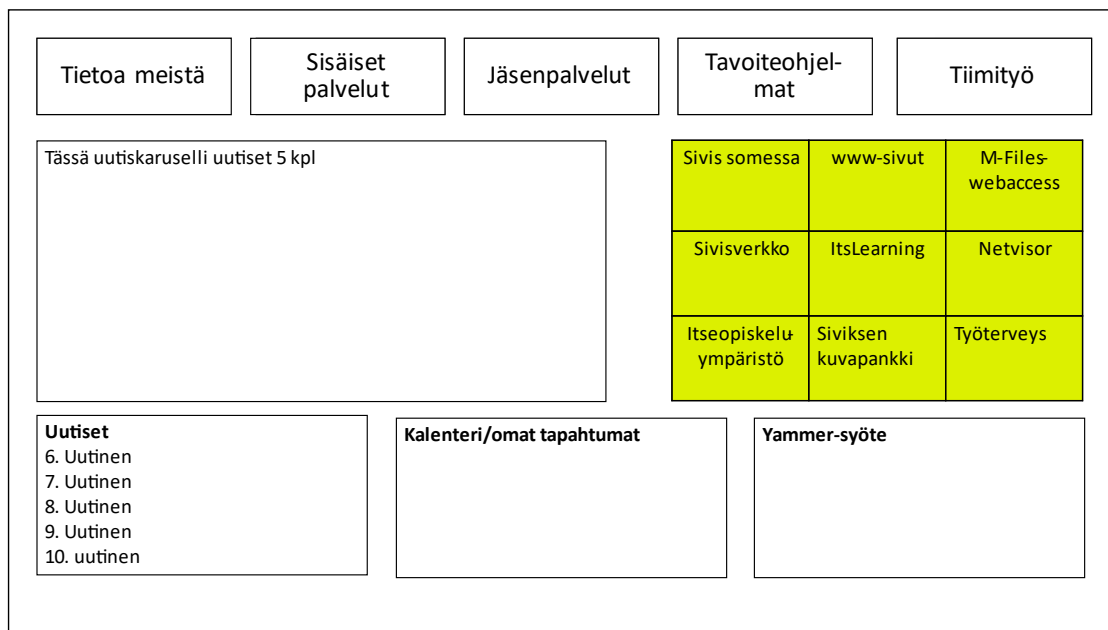 Tietoa meistä
Sisäiset
palvelut
Jäsenpalvelut
Tavoiteohjel-
mat
Tiimityö
Tässä uutiskaruselli uutiset 5 kpl
Sivis somessa
www-sivut
M-Files-
webaccess
Sivisverkko
ItsLearning
Netvisor
Itseopiskelu-
ympäristö
Siviksen
kuvapankki
Työterveys
Uutiset
6. Uutinen
7. Uutinen
8. Uutinen
9. Uutinen
10. uutinen
Kalenteri/omat tapahtumat
Yammer-syöte